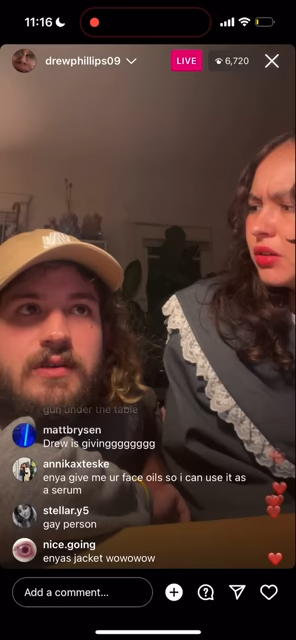 11:16
drewphillips09
LIVE
6,720
gun under the table
mattbrysen
Drew is givingggggggg
annikaxteske
enya give me ur face oils so i can use it as
a serum
stellar.y5
gay person
nice.going
enyas jacket wowowow
Add a comment...